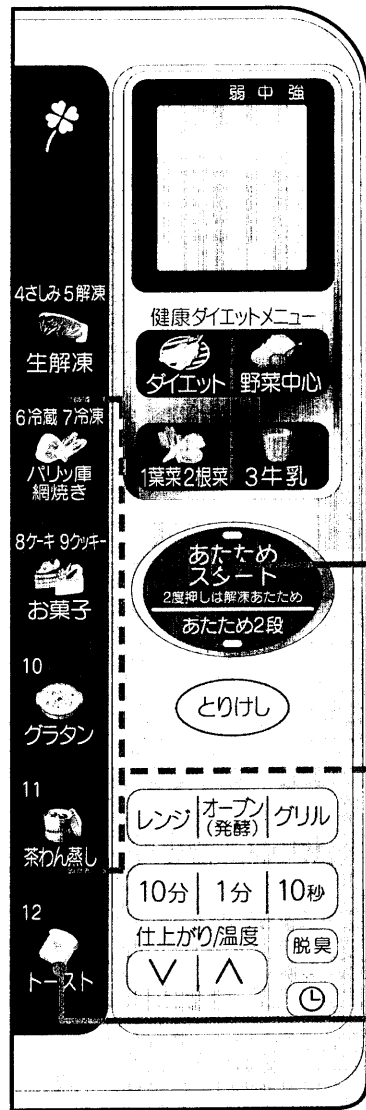 弱 中 強
4さしみ 5解凍
生解凍
6冷蔵 7冷凍
パリッ庫
網焼き
8ケーキ 9クッキー
お菓子
10
グラタン
11
茶わん蒸し
12
トースト
健康ダイエットメニュー
ダイエット 野菜中心
1葉菜2根菜 3牛乳
あたため
スタート
2度押しは解凍あたため
あたため2段
とりけし
レンジ オーブン(発酵) グリル
10分 1分 10秒
仕上がり/温度
脱臭